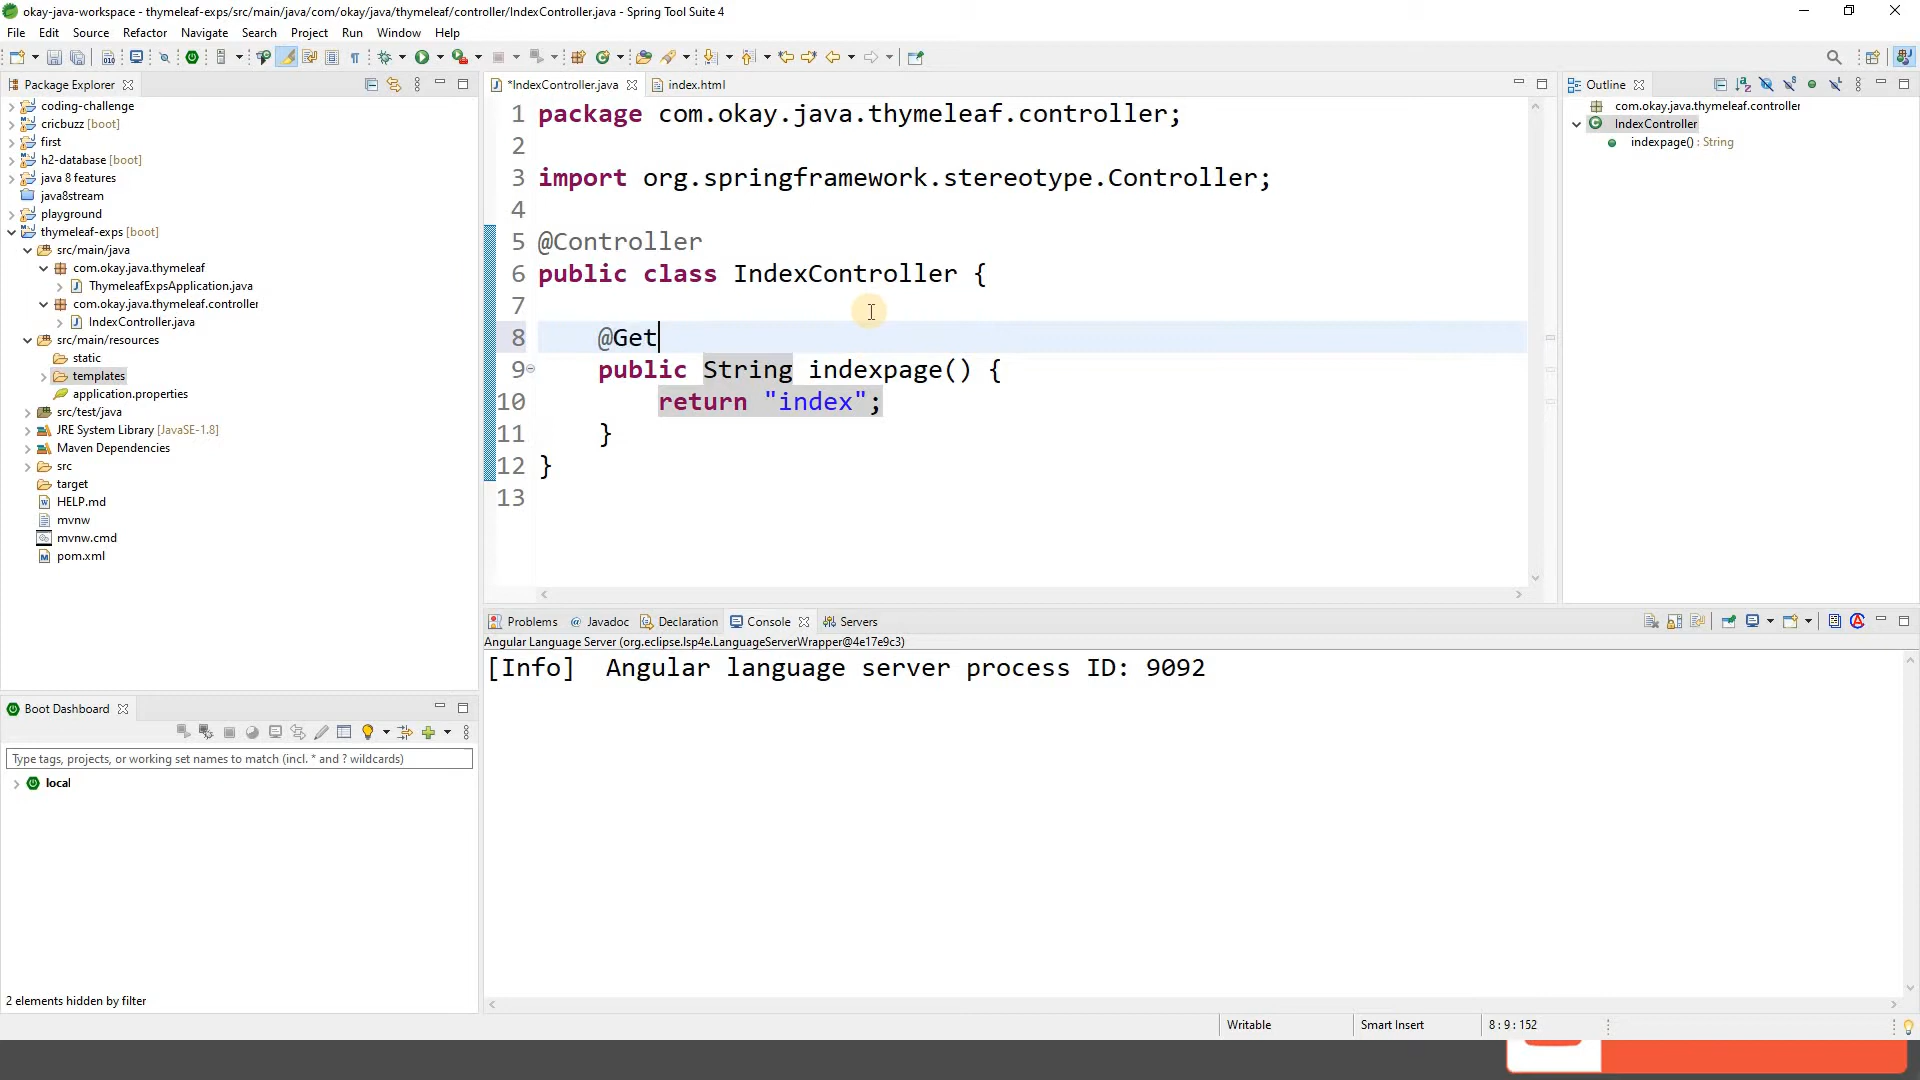 okay-java-workspace - thymeleaf-exps/src/main/java/com/okay/java/thymeleaf/controller/IndexController.java - Spring Tool Suite 4
File Edit Source Refactor Navigate Search Project Run Window Help
Package Explorer
coding-challenge
cricbuzz [boot]
first
h2-database [boot]
java 8 features
java8stream
playground
thymeleaf-exps [boot]
src/main/java
com.okay.java.thymeleaf
ThymeleafExpsApplication.java
com.okay.java.thymeleaf.controller
IndexController.java
src/main/resources
static
templates
application.properties
src/test/java
JRE System Library [JavaSE-1.8]
Maven Dependencies
src
target
HELP.md
mvnw
mvnw.cmd
pom.xml
*IndexController.java index.html
1 package com.okay.java.thymeleaf.controller;
2
3 import org.springframework.stereotype.Controller;
4
5 @Controller
6 public class IndexController {
7
8 @Get
9 public String indexpage() {
10 return "index";
11 }
12 }
13
Outline
com.okay.java.thymeleaf.controller
IndexController
indexpage() : String
Problems @ Javadoc Declaration Console Servers
Angular Language Server (org.eclipse.lsp4e.LanguageServerWrapper@4e17e9c3)
[Info] Angular language server process ID: 9092
Boot Dashboard
Type tags, projects, or working set names to match (incl. * and ? wildcards)
local
2 elements hidden by filter
Writable Smart Insert 8 : 9 : 152